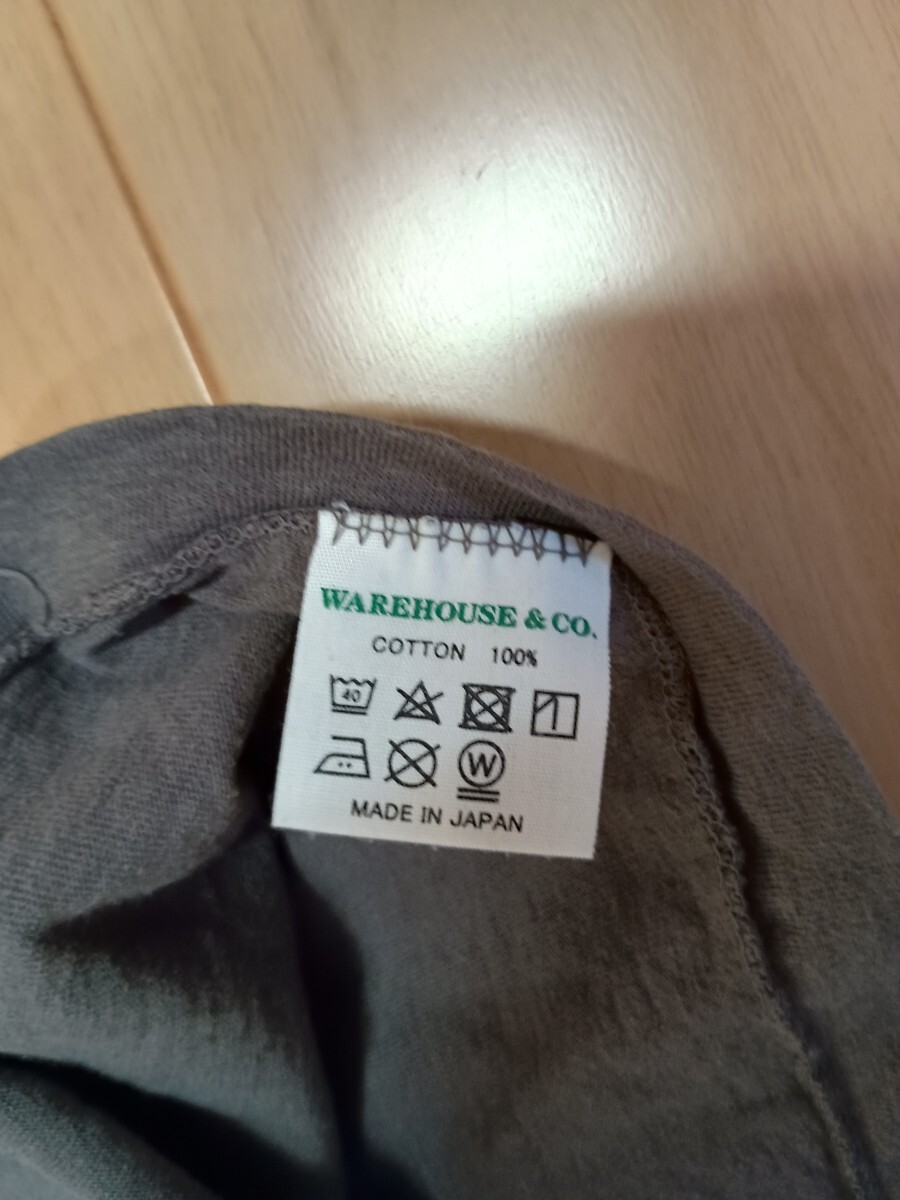 WAREHOUSE & CO.
COTTON 100%
40
W
MADE IN JAPAN